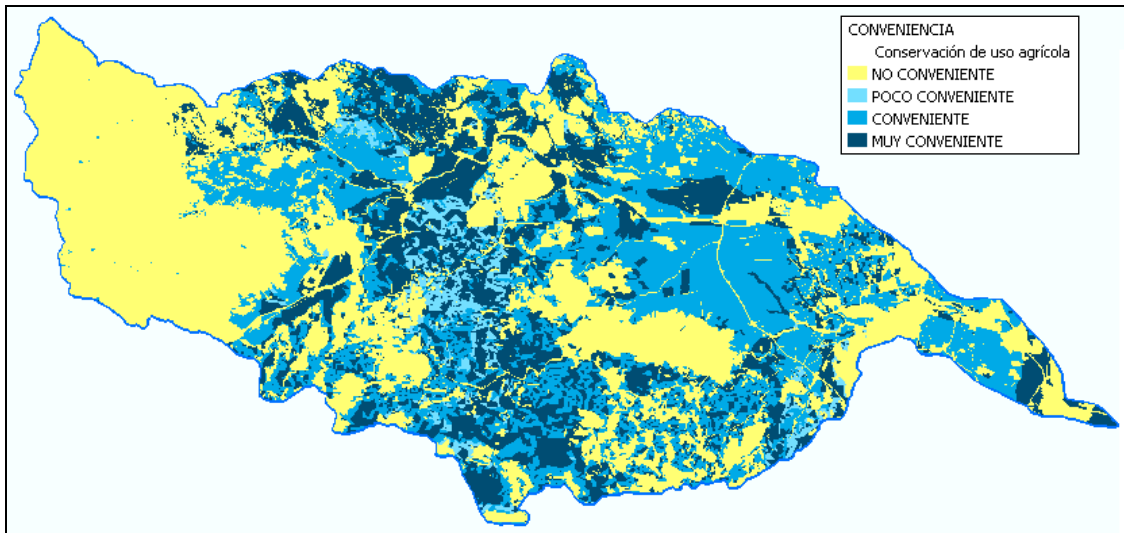 CONVENIENCIA
Conservación de uso agrícola
NO CONVENIENTE
POCO CONVENIENTE
CONVENIENTE
MUY CONVENIENTE